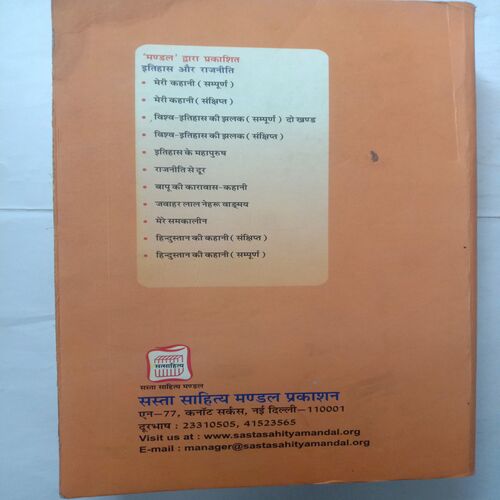 'मण्डल' द्वारा प्रकाशित
इतिहास और राजनीति
• मेरी कहानी ( सम्पूर्ण )
• मेरी कहानी ( संक्षिप्त )
• विश्व-इतिहास की झलक ( सम्पूर्ण ) दो खण्ड
• विश्व-इतिहास की झलक ( संक्षिप्त )
• इतिहास के महापुरुष
• राजनीति से दूर
• बापू की कारावास-कहानी
• जवाहर लाल नेहरू वाङ्मय
• मेरे समकालीन
• हिन्दुस्तान की कहानी ( संक्षिप्त )
• हिन्दुस्तान की कहानी ( सम्पूर्ण )
सत्साहित्य
सस्ता साहित्य मण्डल
सस्ता साहित्य मण्डल प्रकाशन
एन–77, कनॉट सर्कस, नई दिल्ली–110001
दूरभाष : 23310505, 41523565
Visit us at : www.sastasahityamandal.org
E-mail : manager@sastasahityamandal.org